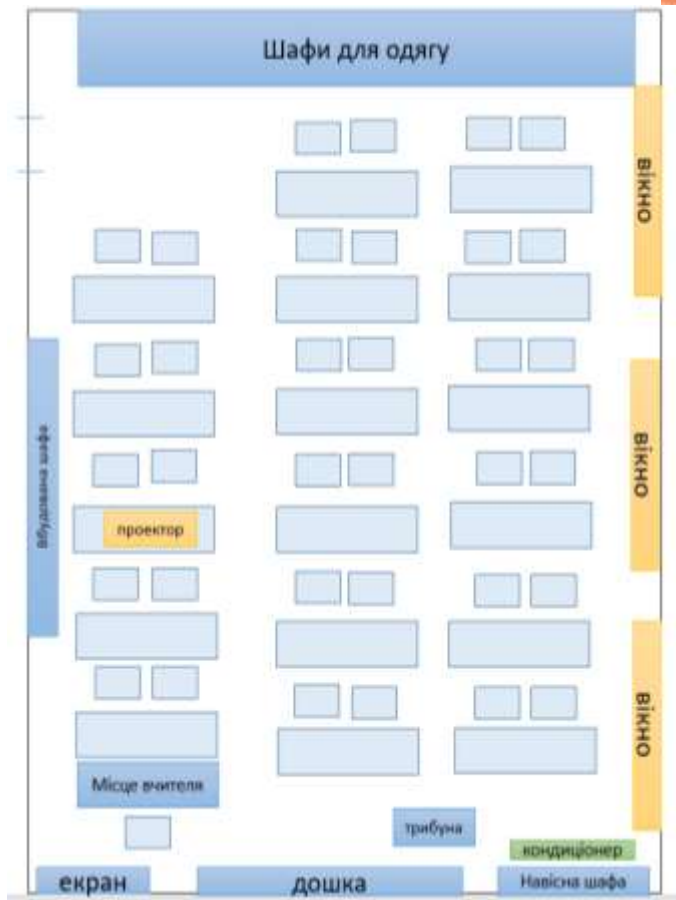 Шафи для одягу
вікно
вбудована шафа
вікно
проектор
вікно
Місце вчителя
трибуна
кондиціонер
екран
дошка
Навісна шафа